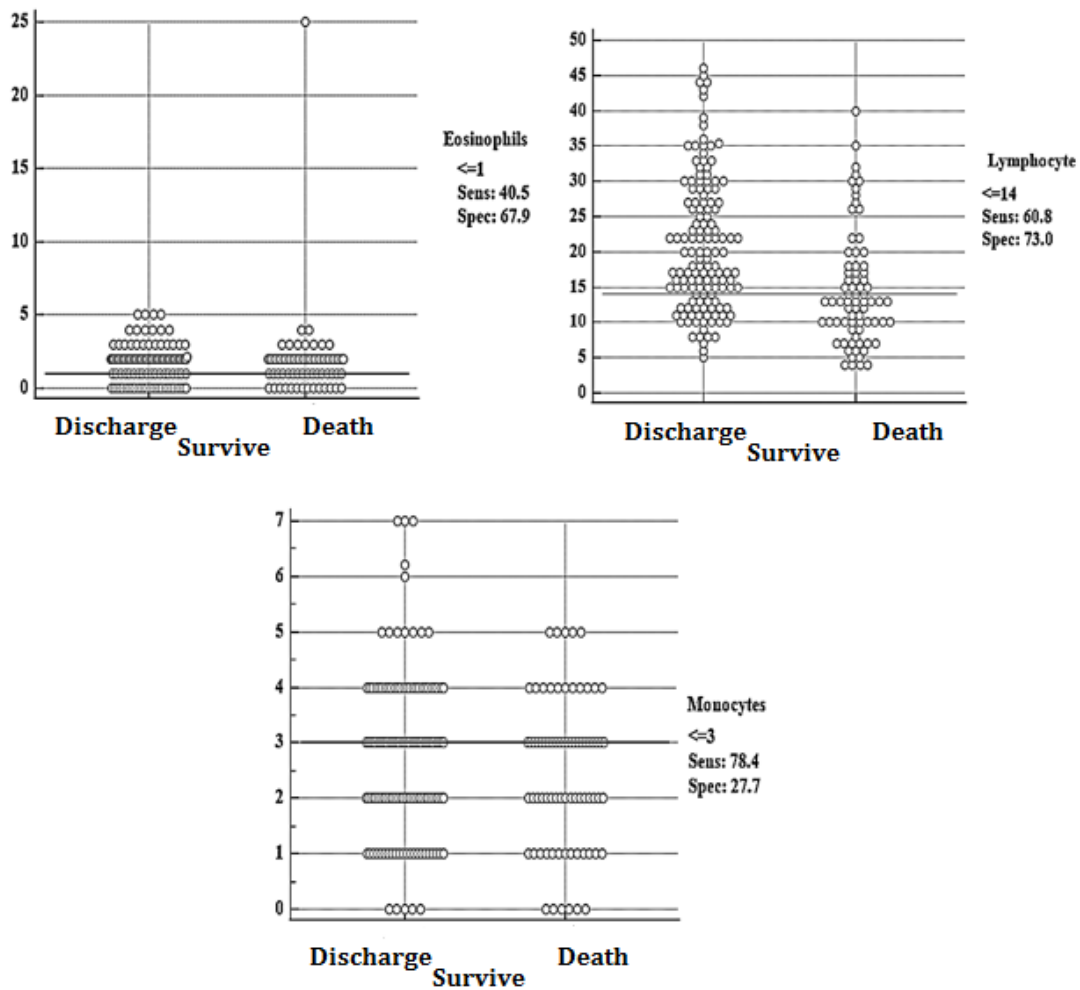 25
20
15
10
5
0
Eosinophils
<=1
Sens: 40.5
Spec: 67.9
Discharge
Death
Survive
50
45
40
35
30
25
20
15
10
5
0
Lymphocyte
<=14
Sens: 60.8
Spec: 73.0
Discharge
Death
Survive
7
6
5
4
3
2
1
0
Monocytes
<=3
Sens: 78.4
Spec: 27.7
Discharge
Death
Survive